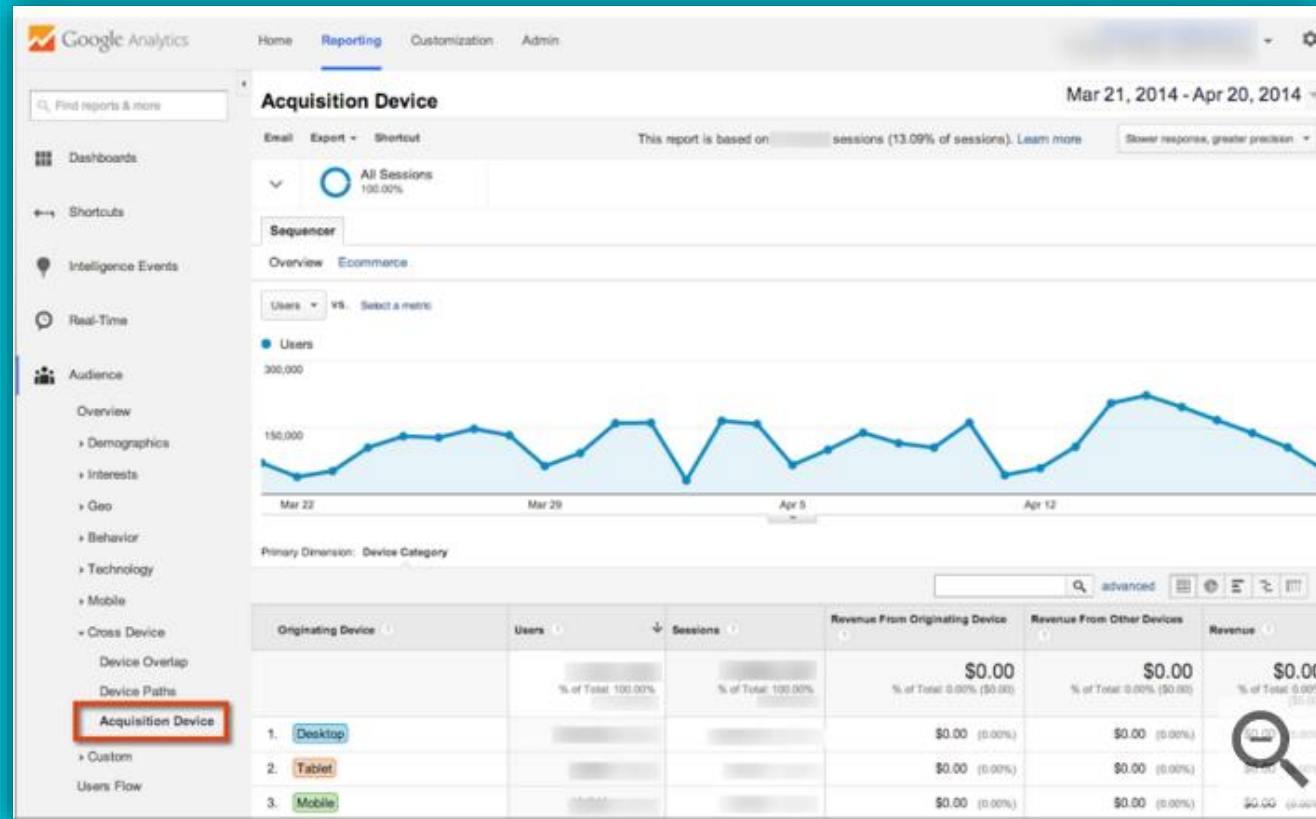 Google Analytics
Home Reporting Customization Admin
Find reports & more
Acquisition Device
Mar 21, 2014 - Apr 20, 2014
Email Export Shortcut
This report is based on sessions (13.09% of sessions). Learn more
Slower response, greater precision
Dashboards
Shortcuts
Intelligence Events
Real-Time
Audience
Overview
Demographics
Interests
Geo
Behavior
Technology
Mobile
Cross Device
Device Overlap
Device Paths
Acquisition Device
Custom
Users Flow
All Sessions
100.00%
Sequencer
Overview Ecommerce
Users VS. Select a metric
Users
300,000
150,000
Mar 22 Mar 29 Apr 5 Apr 12
Primary Dimension: Device Category
advanced
Originating Device Users Sessions Revenue From Originating Device Revenue From Other Devices Revenue
$0.00 $0.00 $0.00
% of Total: 100.00% % of Total: 100.00% % of Total: 0.00% ($0.00) % of Total: 0.00% ($0.00)
1. Desktop $0.00 (0.00%) $0.00 (0.00%)
2. Tablet $0.00 (0.00%) $0.00 (0.00%)
3. Mobile $0.00 (0.00%) $0.00 (0.00%) $0.00